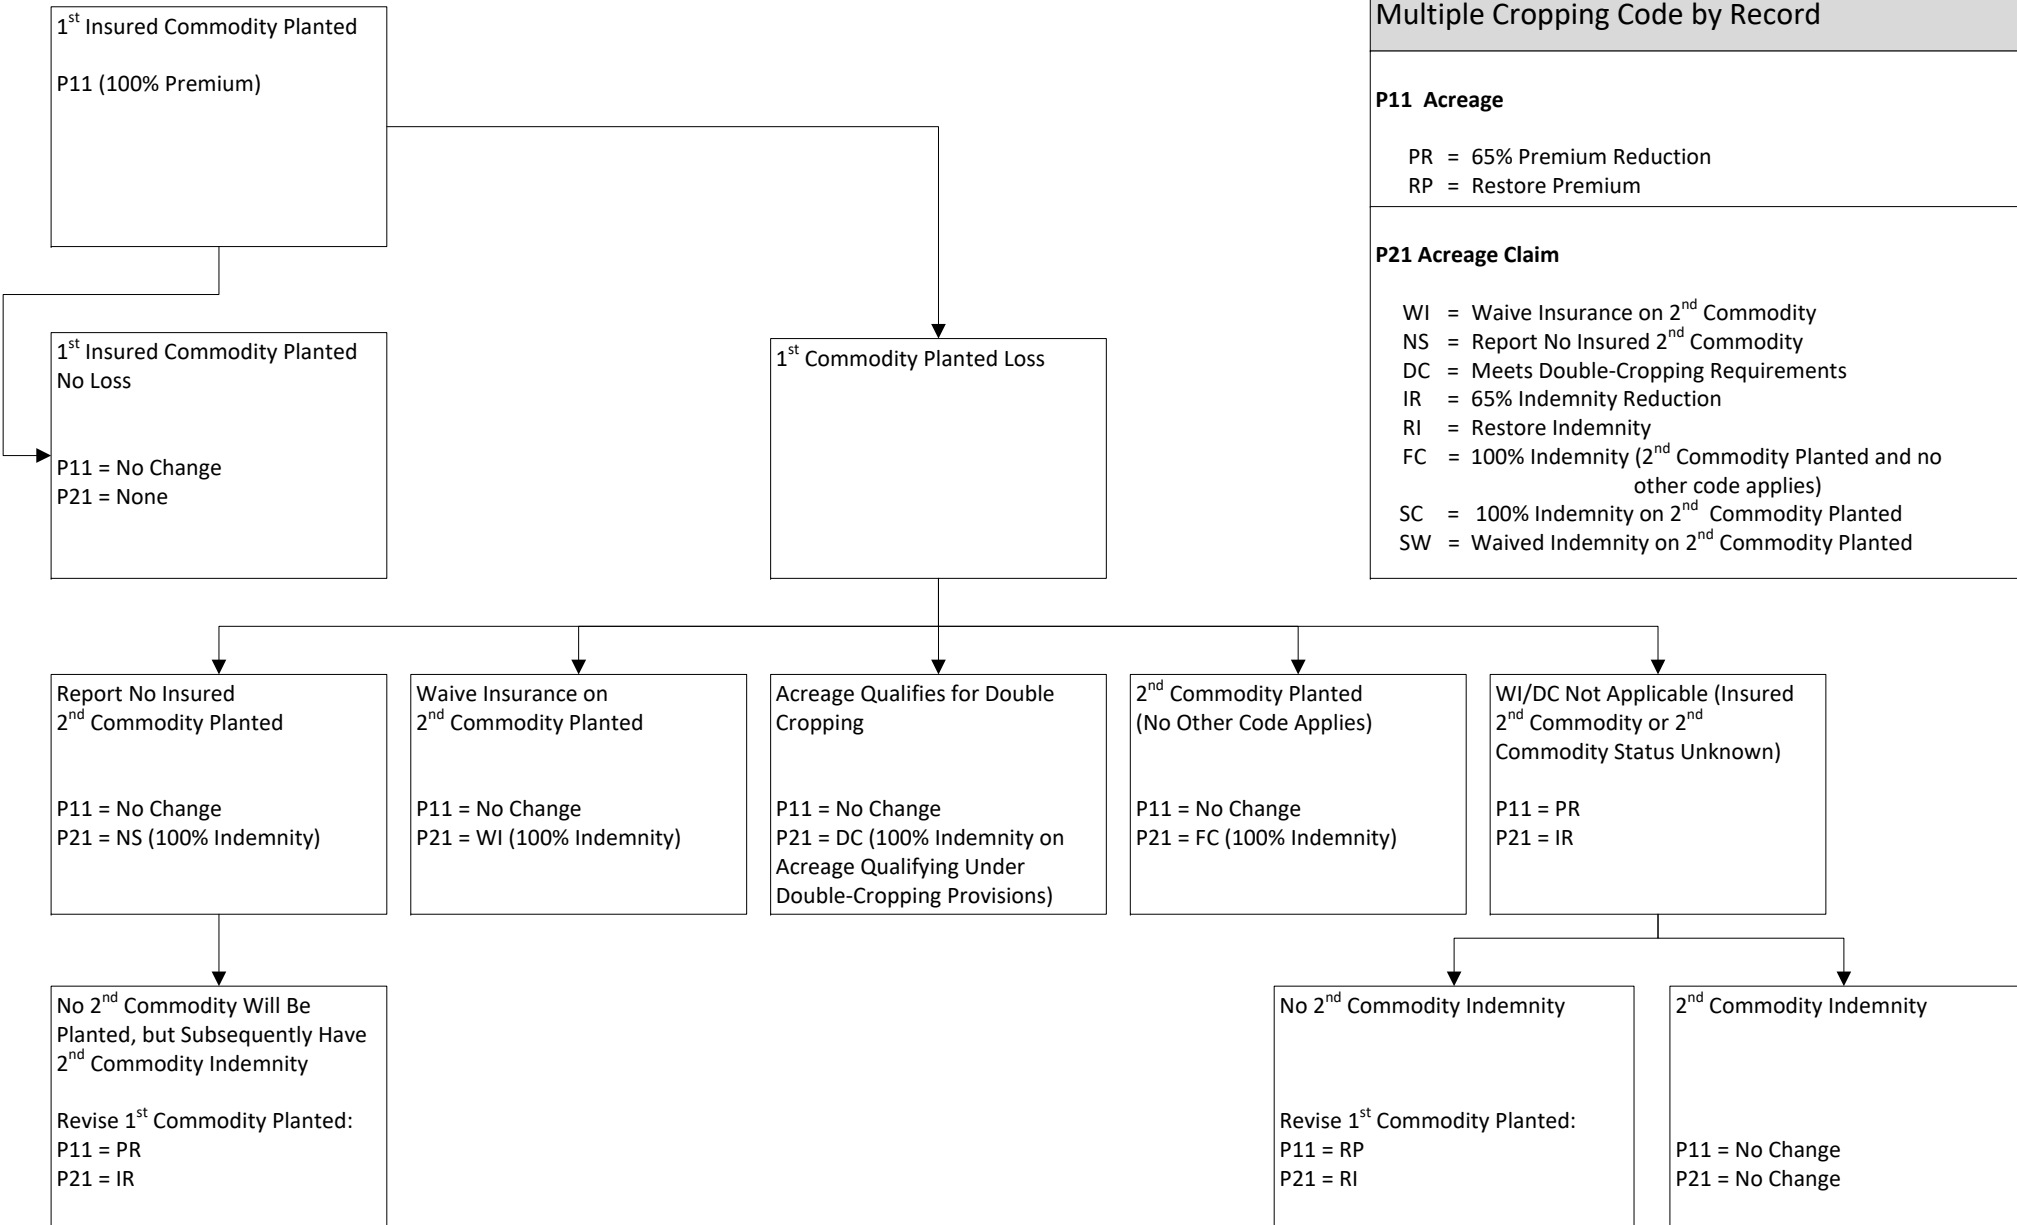 1st Insured Commodity Planted
P11 (100% Premium)
Multiple Cropping Code by Record
P11 Acreage
PR = 65% Premium Reduction
RP = Restore Premium
P21 Acreage Claim
WI = Waive Insurance on 2nd Commodity
NS = Report No Insured 2nd Commodity
DC = Meets Double-Cropping Requirements
IR = 65% Indemnity Reduction
RI = Restore Indemnity
FC = 100% Indemnity (2nd Commodity Planted and no
other code applies)
SC = 100% Indemnity on 2nd Commodity Planted
SW = Waived Indemnity on 2nd Commodity Planted
1st Insured Commodity Planted
No Loss
P11 = No Change
P21 = None
1st Commodity Planted Loss
Report No Insured
2nd Commodity Planted
P11 = No Change
P21 = NS (100% Indemnity)
Waive Insurance on
2nd Commodity Planted
P11 = No Change
P21 = WI (100% Indemnity)
Acreage Qualifies for Double
Cropping
P11 = No Change
P21 = DC (100% Indemnity on
Acreage Qualifying Under
Double-Cropping Provisions)
2nd Commodity Planted
(No Other Code Applies)
P11 = No Change
P21 = FC (100% Indemnity)
WI/DC Not Applicable (Insured
2nd Commodity or 2nd
Commodity Status Unknown)
P11 = PR
P21 = IR
No 2nd Commodity Will Be
Planted, but Subsequently Have
2nd Commodity Indemnity
Revise 1st Commodity Planted:
P11 = PR
P21 = IR
No 2nd Commodity Indemnity
Revise 1st Commodity Planted:
P11 = RP
P21 = RI
2nd Commodity Indemnity
P11 = No Change
P21 = No Change